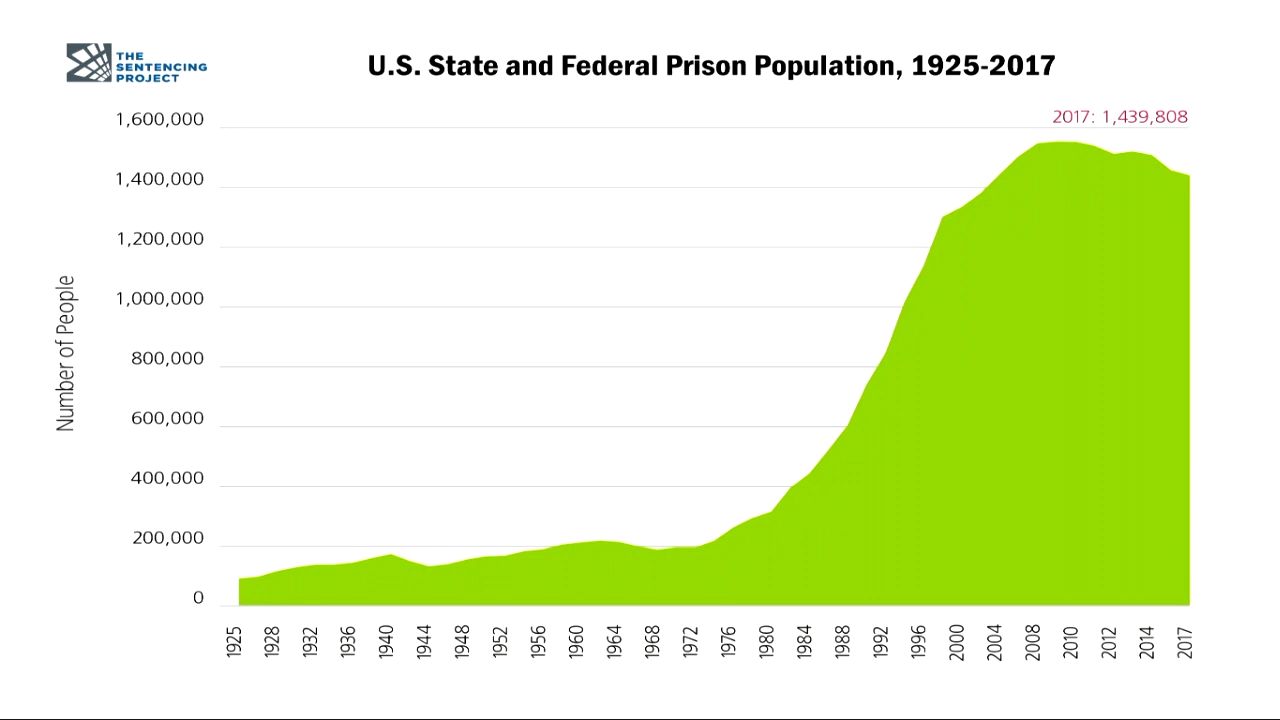 THE
SENTENCING
PROJECT
U.S. State and Federal Prison Population, 1925-2017
2017: 1,439,808
Number of People
1,600,000
1,400,000
1,200,000
1,000,000
800,000
600,000
400,000
200,000
0
1925 1928 1932 1936 1940 1944 1948 1952 1956 1960 1964 1968 1972 1976 1980 1984 1988 1992 1996 2000 2004 2008 2010 2012 2014 2017